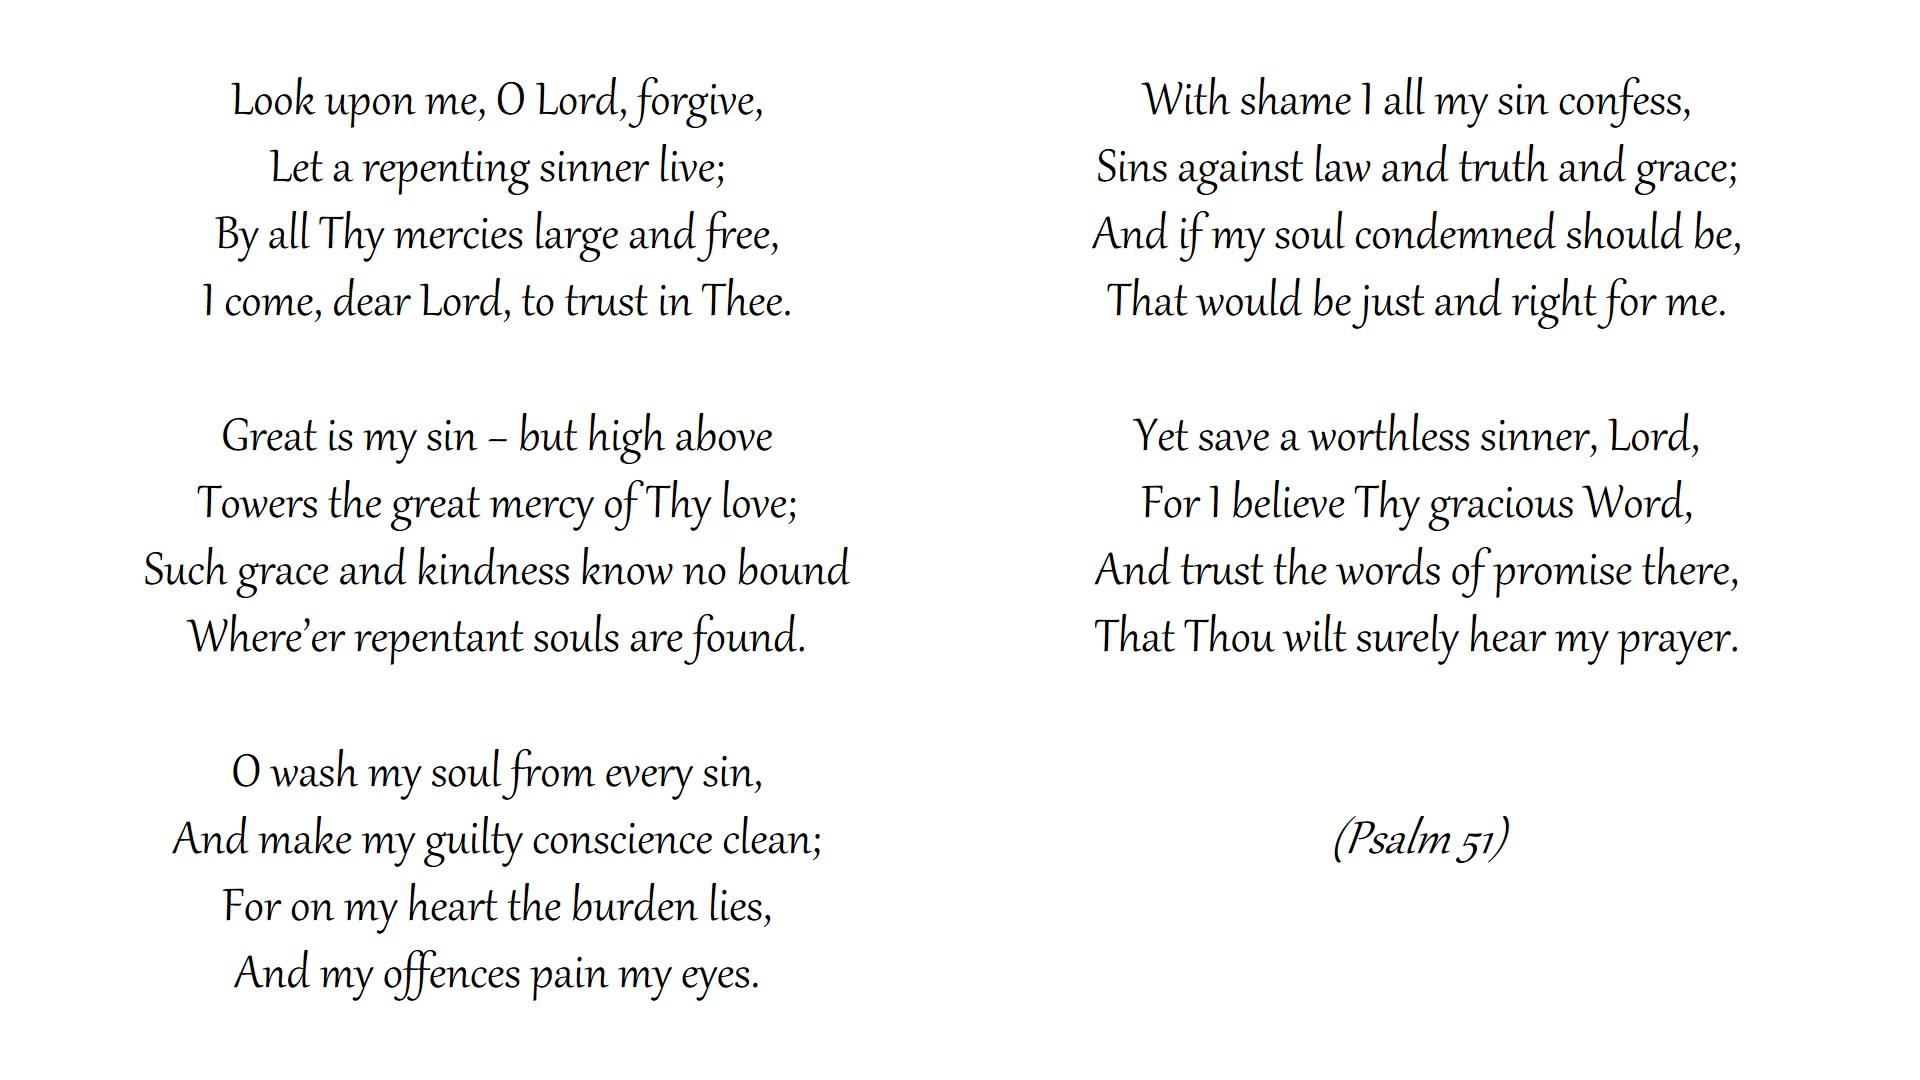 Look upon me, O Lord, forgive,
Let a repenting sinner live;
By all Thy mercies large and free,
I come, dear Lord, to trust in Thee.
Great is my sin – but high above
Towers the great mercy of Thy love;
Such grace and kindness know no bound
Where’er repentant souls are found.
O wash my soul from every sin,
And make my guilty conscience clean;
For on my heart the burden lies,
And my offences pain my eyes.
With shame I all my sin confess,
Sins against law and truth and grace;
And if my soul condemned should be,
That would be just and right for me.
Yet save a worthless sinner, Lord,
For I believe Thy gracious Word,
And trust the words of promise there,
That Thou wilt surely hear my prayer.
(Psalm 51)